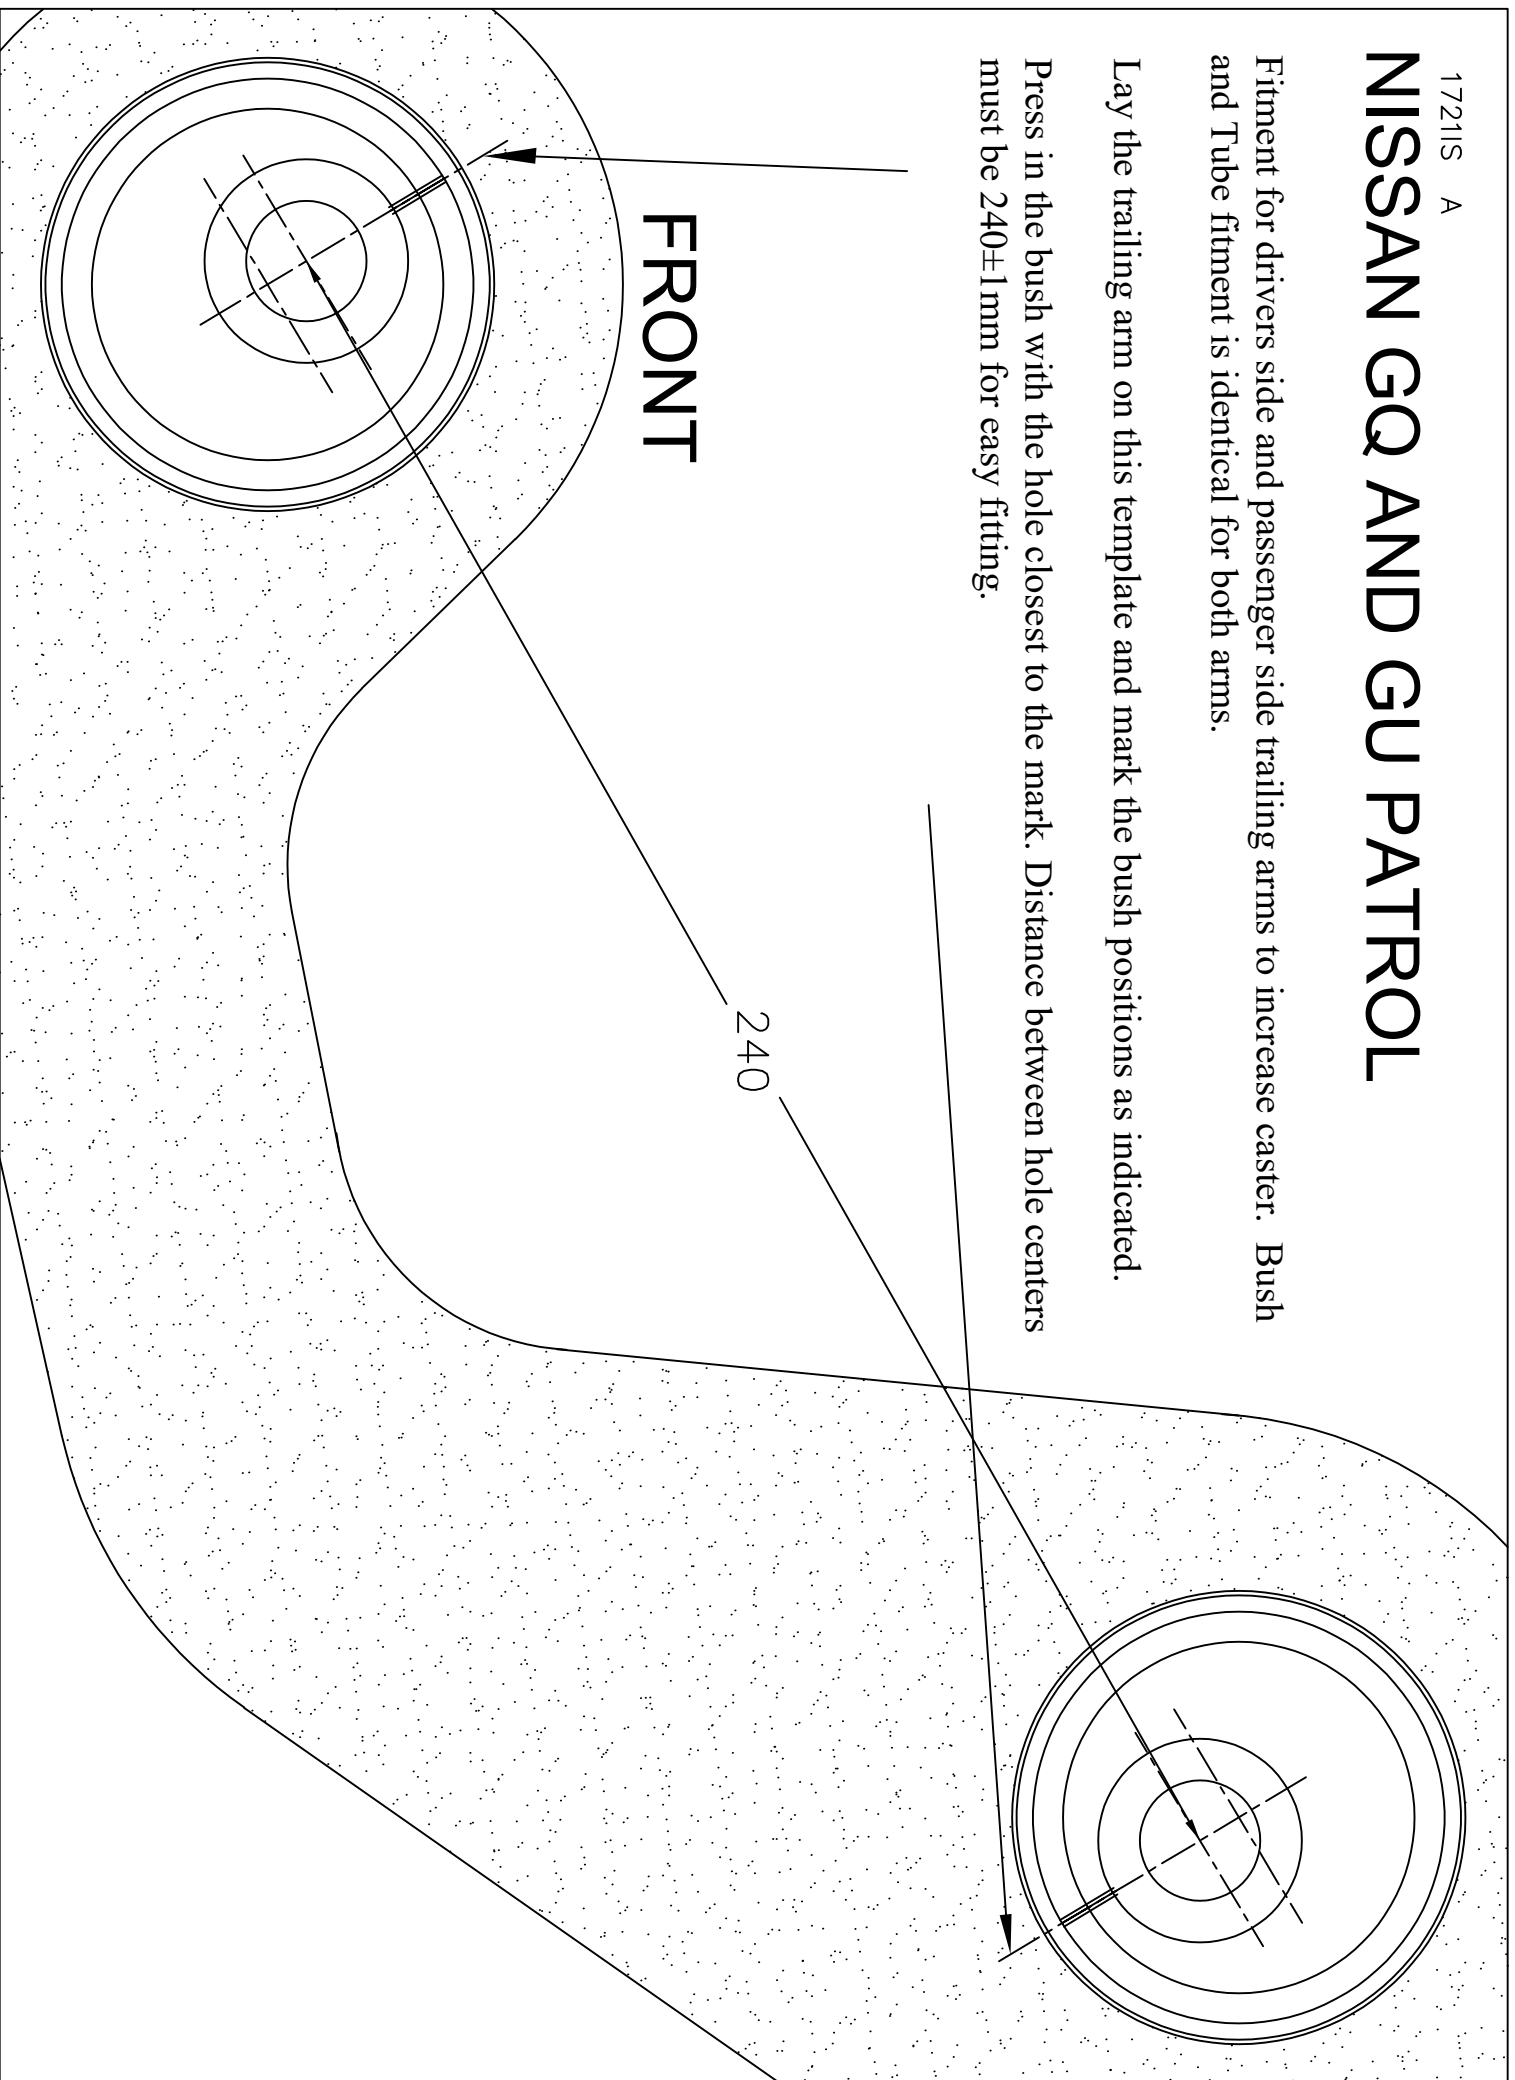 1721IS A
NISSAN GQ AND GU PATROL
Fitment for drivers side and passenger side trailing arms to increase caster. Bush
and Tube fitment is identical for both arms.
Lay the trailing arm on this template and mark the bush positions as indicated.
Press in the bush with the hole closest to the mark. Distance between hole centers
must be 240±1mm for easy fitting.
FRONT
240